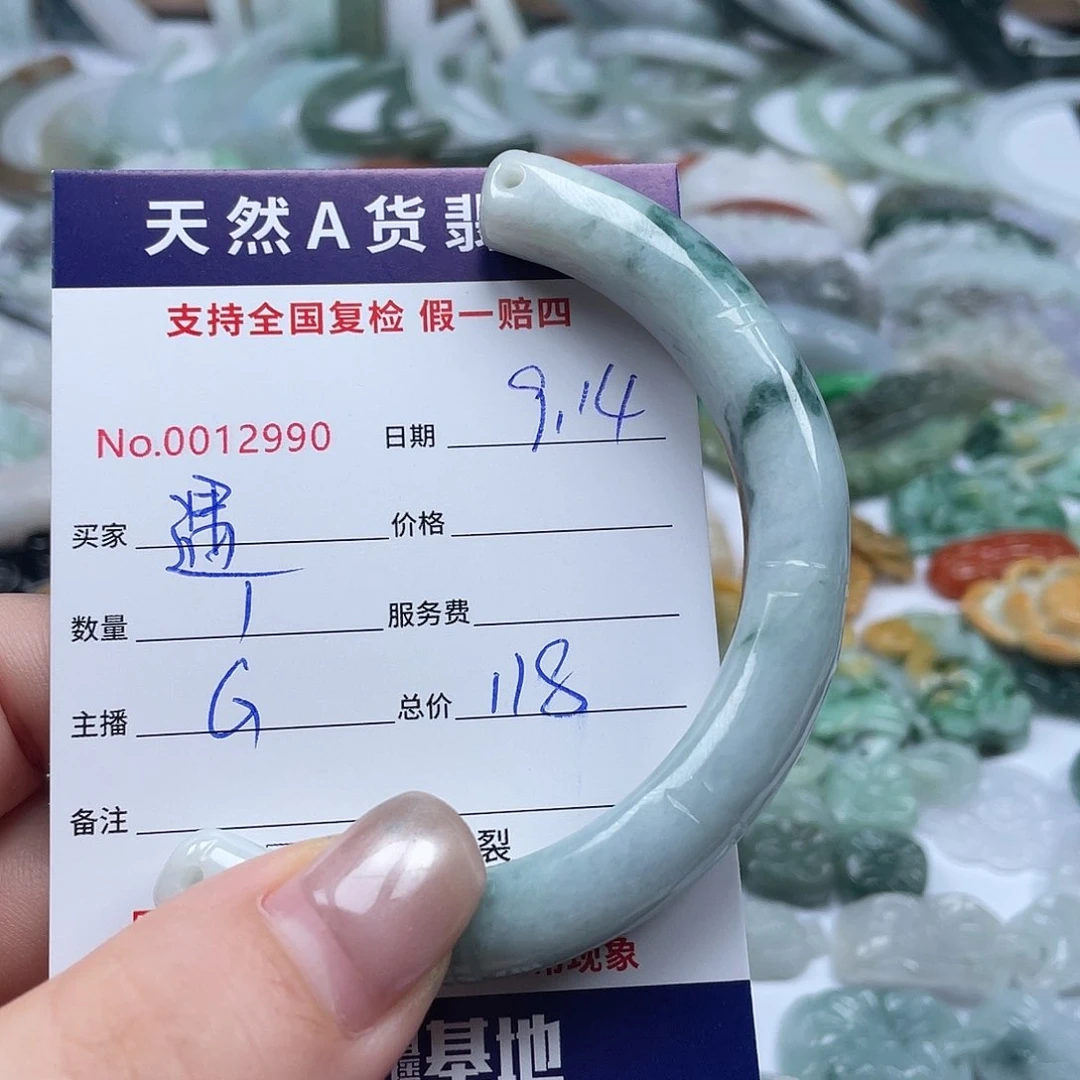 天然A货翡
支持全国复检 假一赔四
No.0012990 日期 9.14
买家 遇 价格
数量 1 服务费
主播 G 总价 118
备注
裂
现象
基地